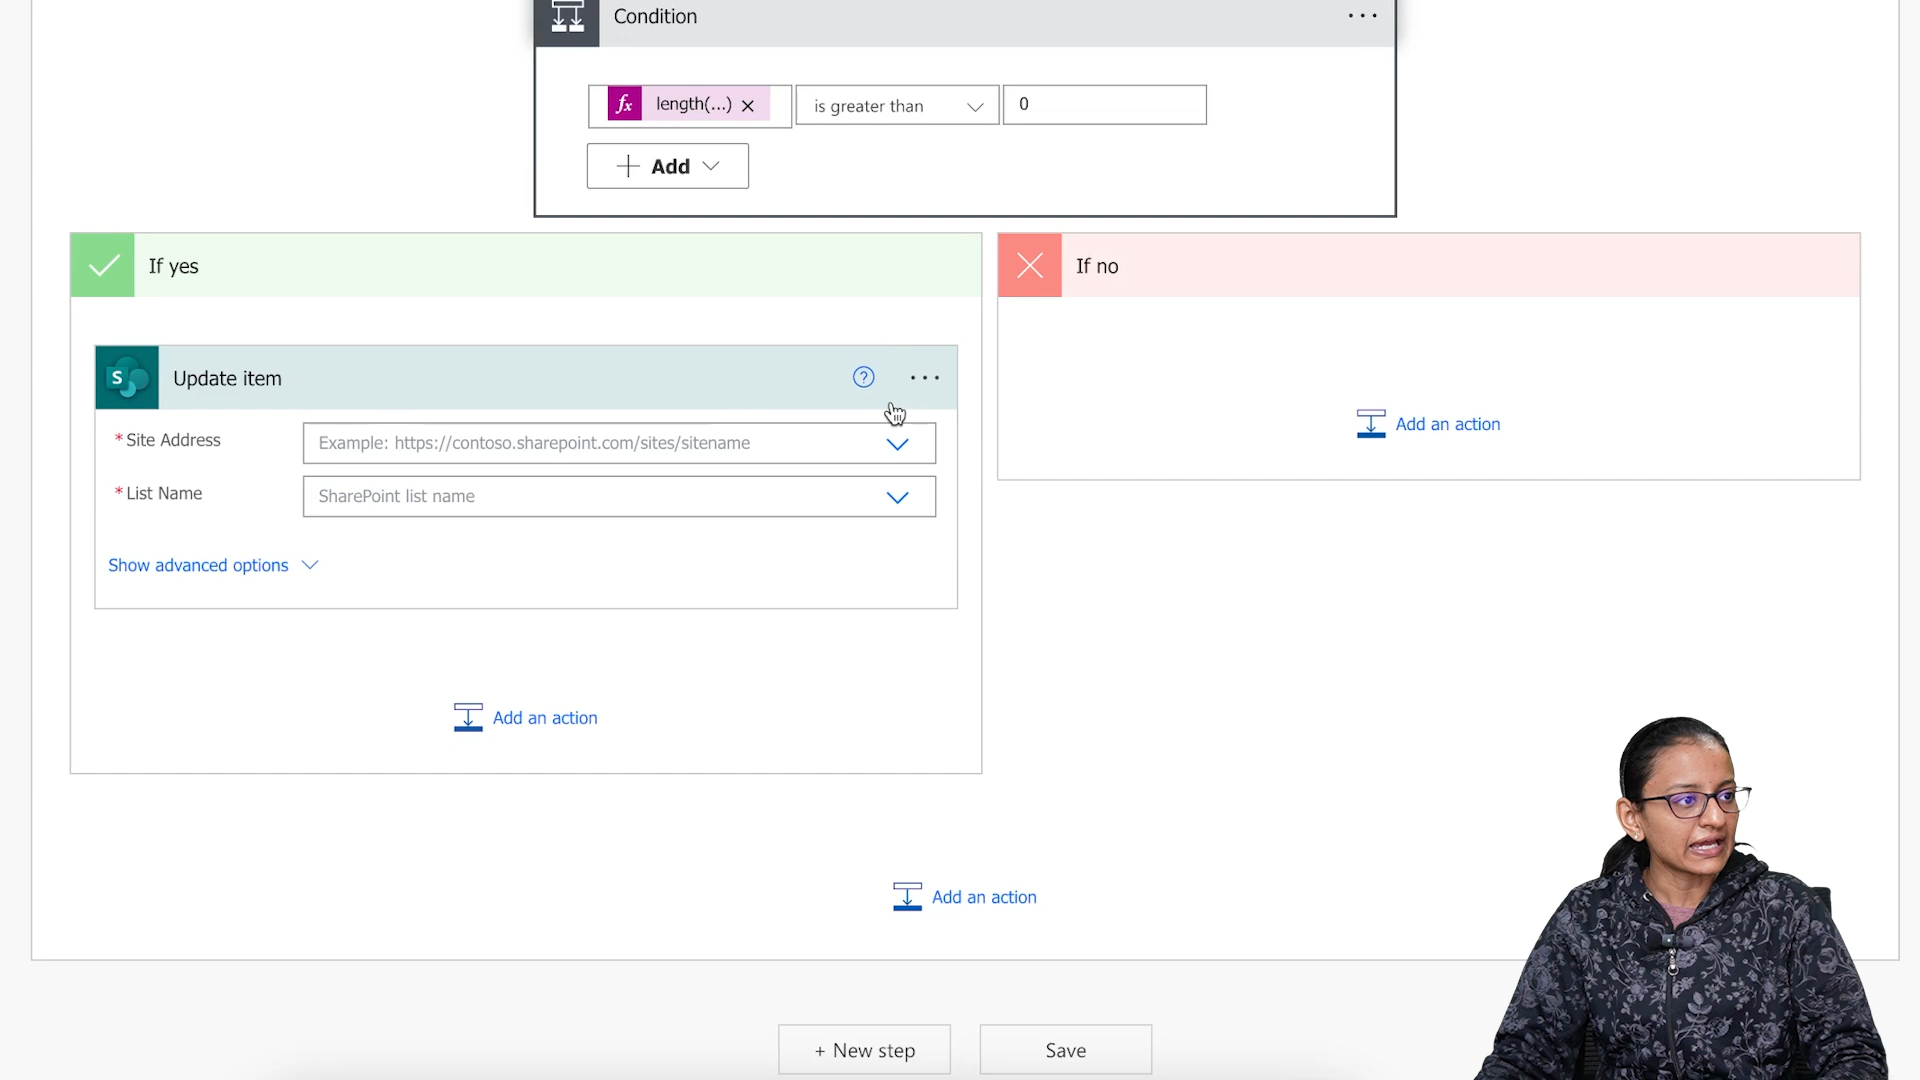 Condition
fx length(...) is greater than 0
+ Add
If yes
If no
S Update item
* Site Address Example: https://contoso.sharepoint.com/sites/sitename
* List Name SharePoint list name
Show advanced options
Add an action
Add an action
Add an action
+ New step
Save